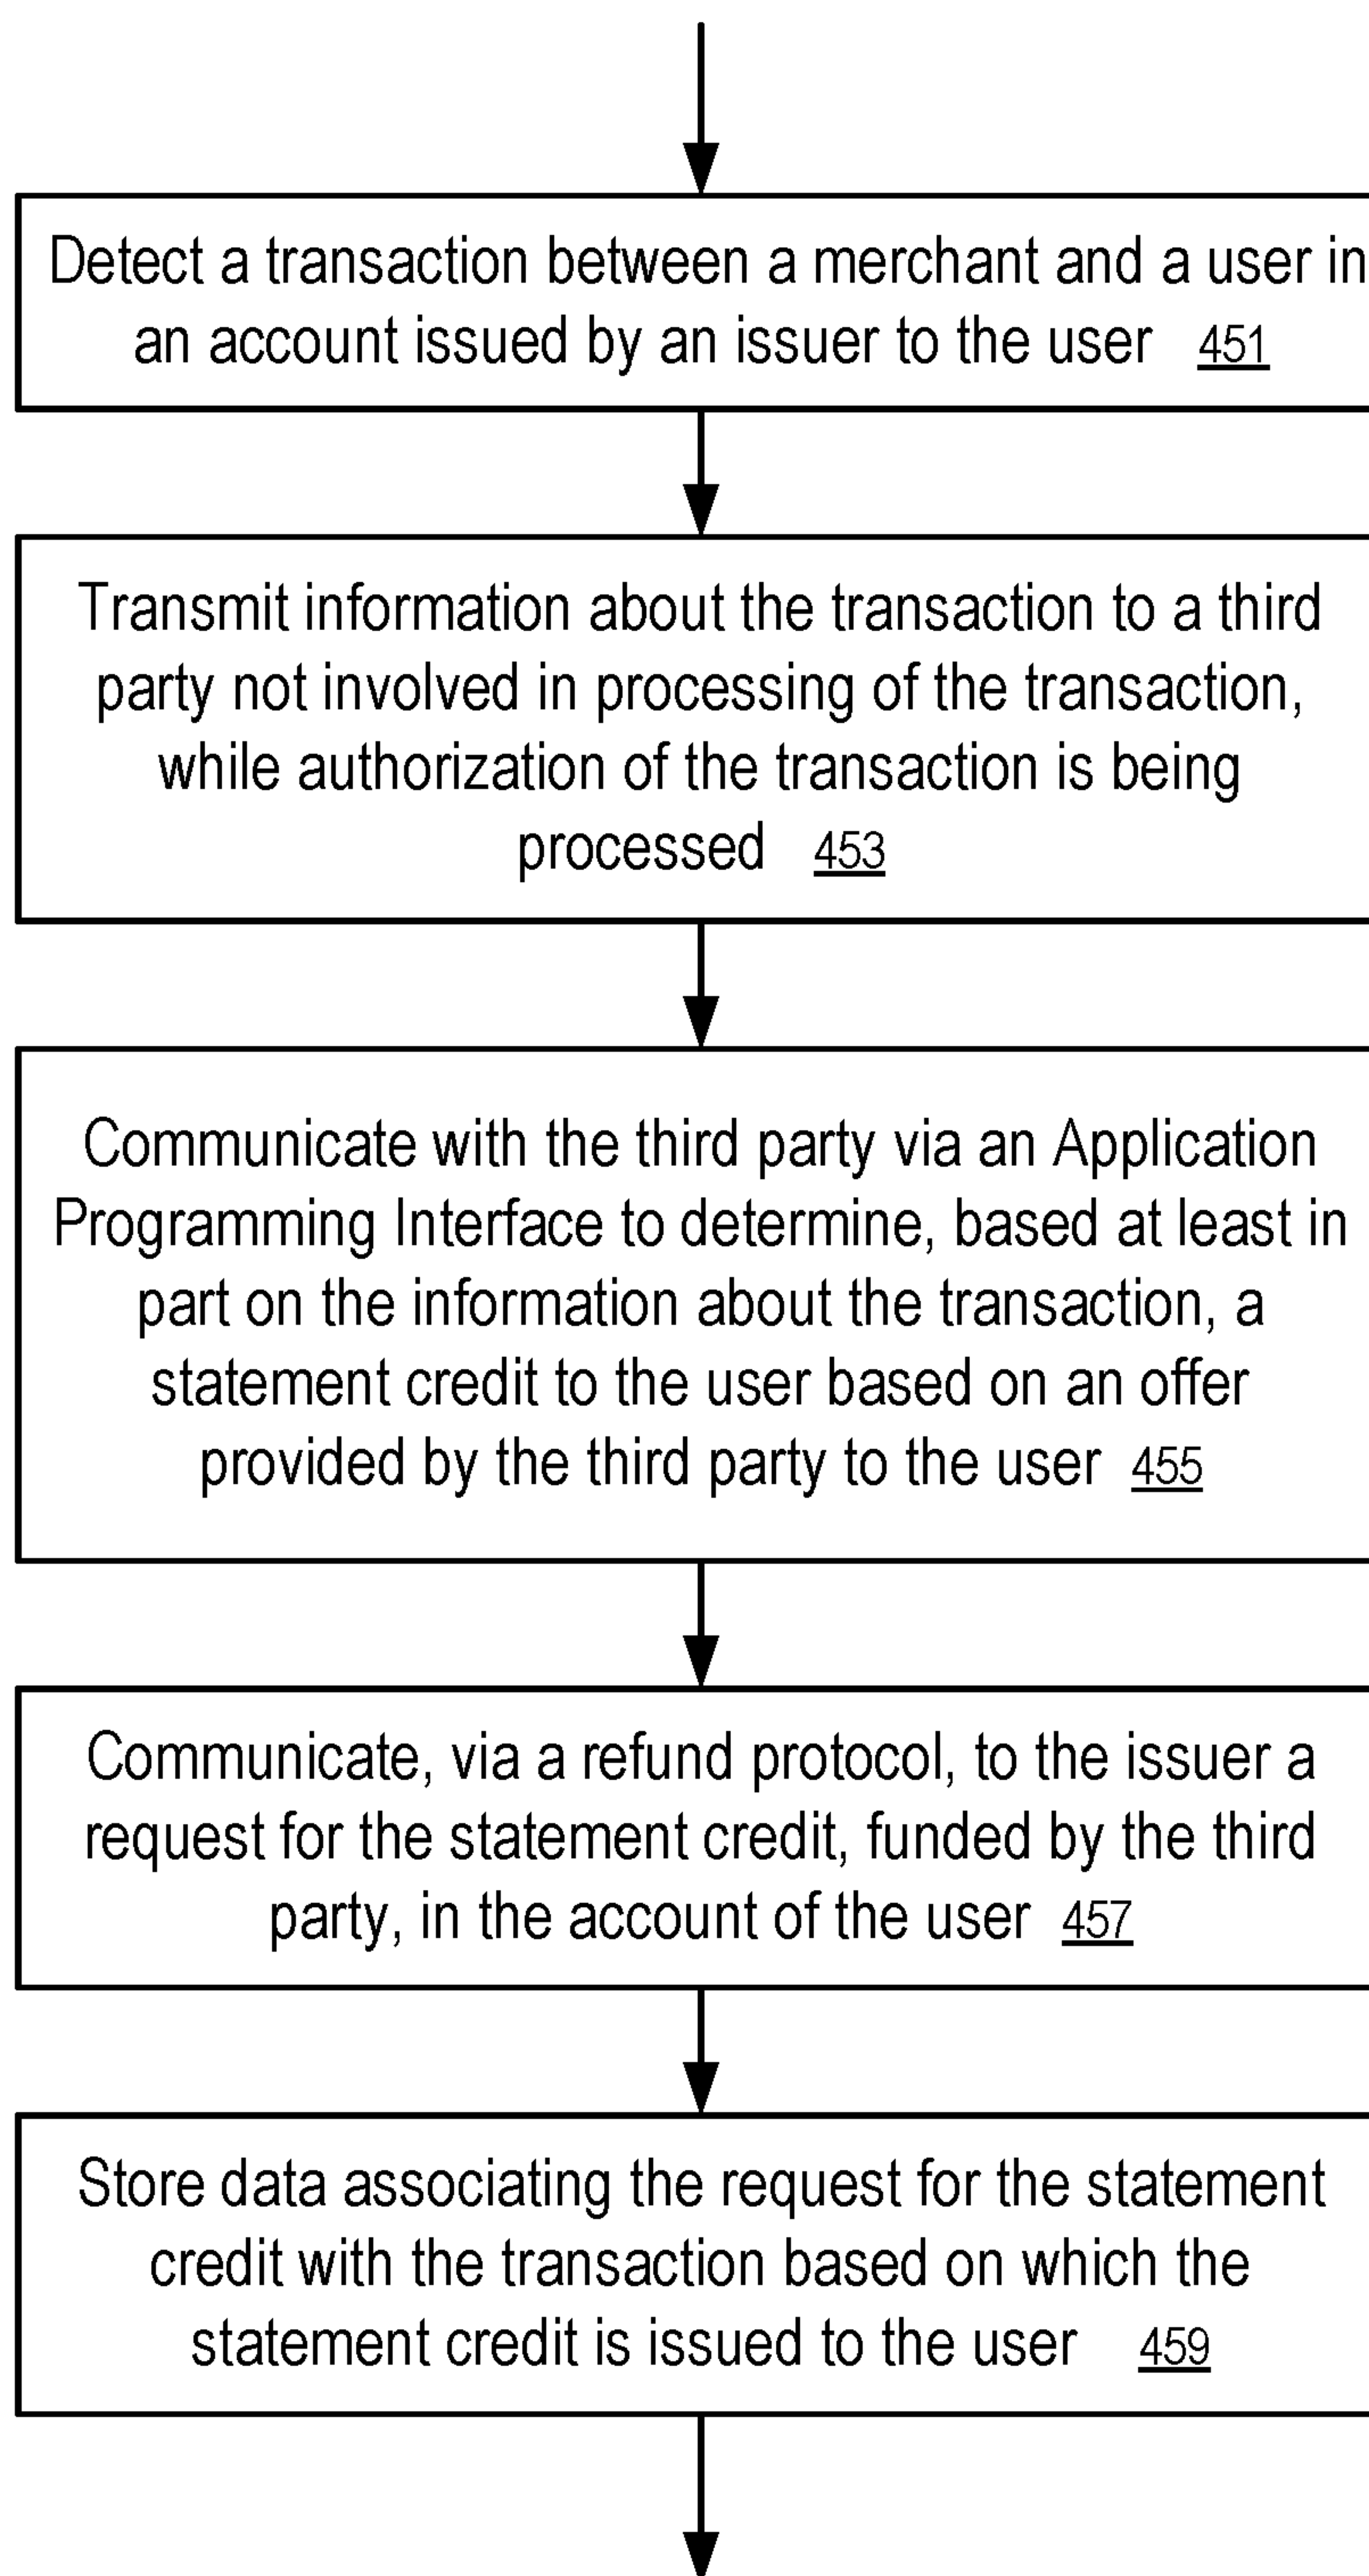 Detect a transaction between a merchant and a user in
an account issued by an issuer to the user 451
Transmit information about the transaction to a third
party not involved in processing of the transaction,
while authorization of the transaction is being
processed 453
Communicate with the third party via an Application
Programming Interface to determine, based at least in
part on the information about the transaction, a
statement credit to the user based on an offer
provided by the third party to the user 455
Communicate, via a refund protocol, to the issuer a
request for the statement credit, funded by the third
party, in the account of the user 457
Store data associating the request for the statement
credit with the transaction based on which the
statement credit is issued to the user 459